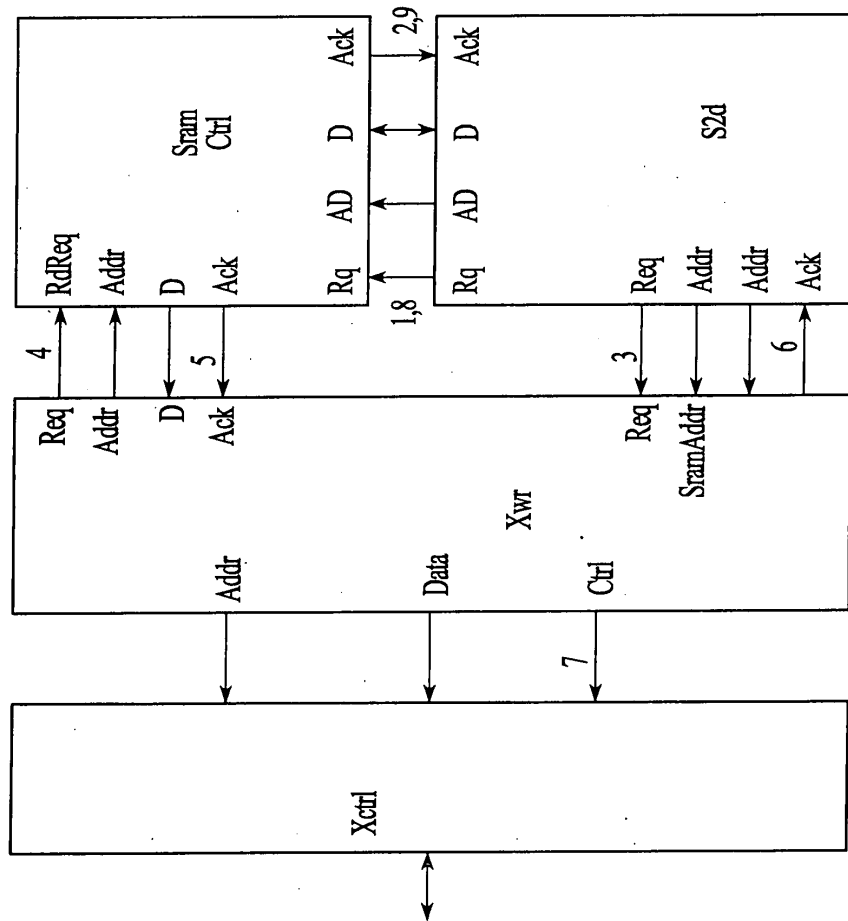 Xctrl
Addr
Data
Ctrl
7
Xwr
Req
Addr
D
Ack
Req
SramAddr
4
5
3
6
RdReq
Addr
D
Ack
Sram
Ctrl
Rq
AD
D
Ack
1,8
2,9
Rq
AD
D
Ack
S2d
Req
Addr
Addr
Ack